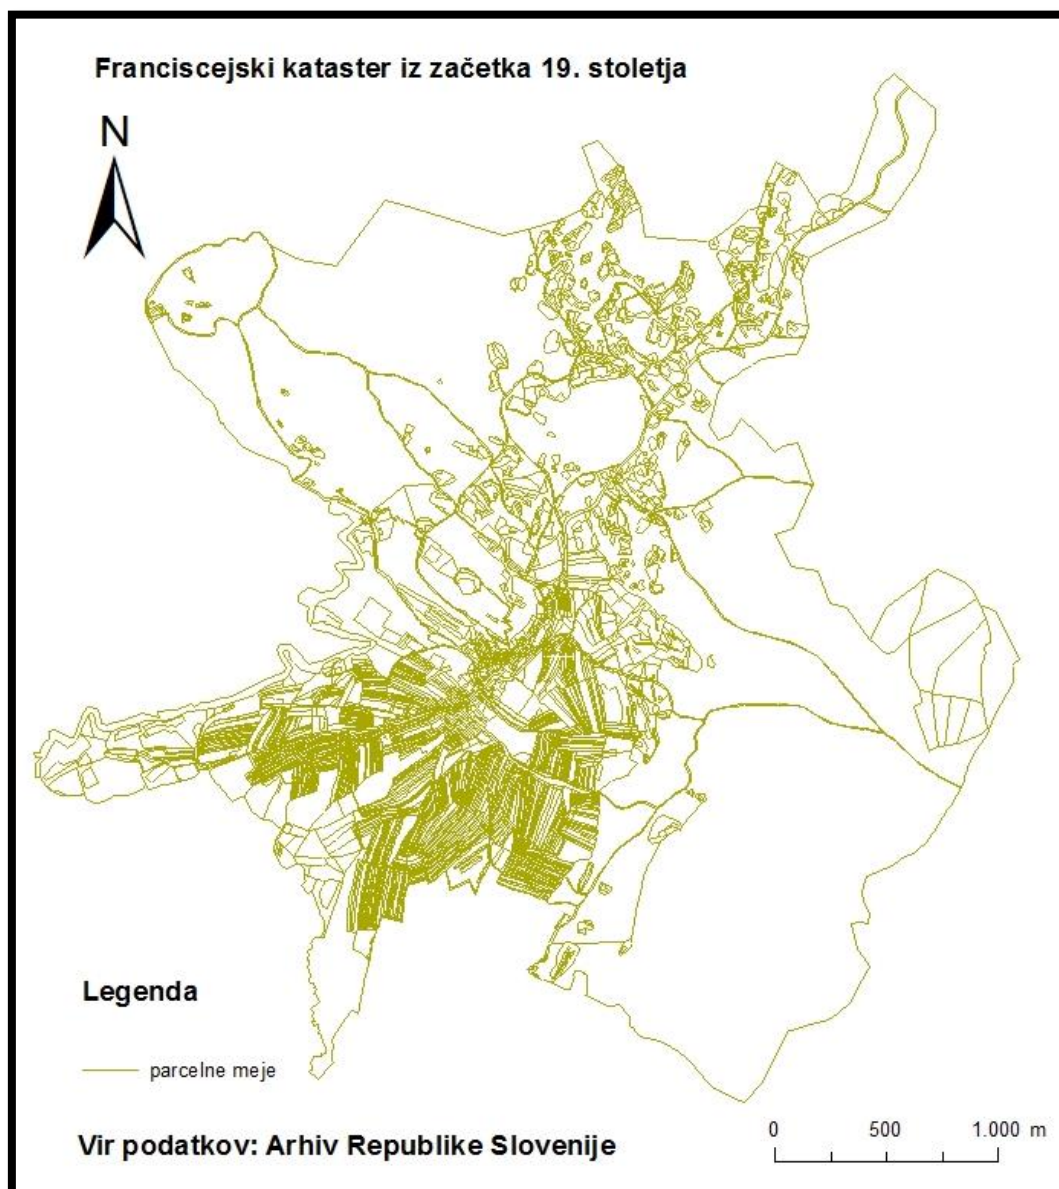 Franciscejski kataster iz začetka 19. stoletja
N
Legenda
parcelne meje
Vir podatkov: Arhiv Republike Slovenije
0 500 1.000 m